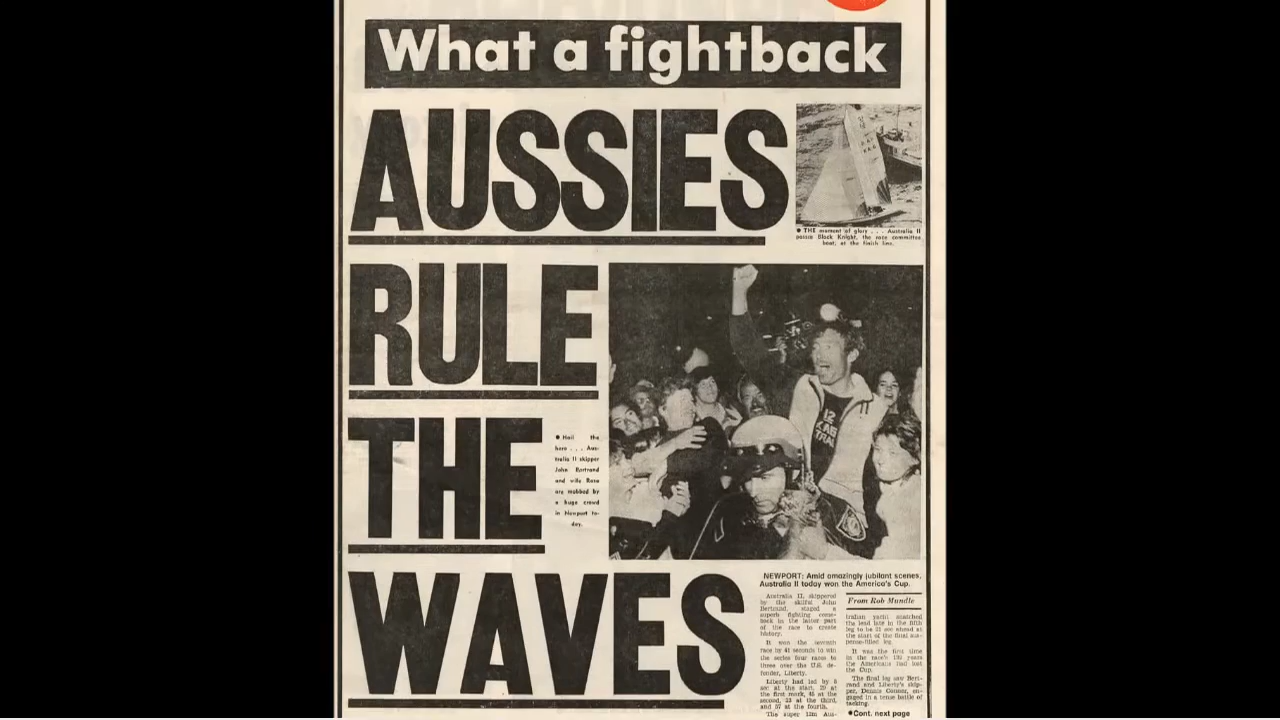 What a fightback
AUSSIES
● THE moment of glory . . . Australia II
passes Black Knight, the race committee
boat, at the finish line.
RULE
THE
● Hail the
hero . . . Aus-
tralia II skipper
John Bertrand
and wife Rasa
are mobbed by
a huge crowd
in Newport to-
day.
12
WAVES
NEWPORT: Amid amazingly jubilant scenes,
Australia II today won the America's Cup.
Australia II, skippered
by the skilful John
Bertrand, staged a
superb fighting come-
back in the latter part
of the race to create
history.
It won the seventh
race by 41 seconds to win
the series four races to
three over the U.S. de-
fender, Liberty.
Liberty had led by 8
sec at the start, 29 at
the first mark, 45 at the
second, 23 at the third,
and 57 at the fourth.
The super 12m Aus-
From Rob Mundle
tralian yacht snatched
the lead late in the fifth
leg to be 21 sec ahead at
the start of the final sus-
pense-filled leg.
It was the first time
in the race's 132 years
the Americans had lost
the Cup.
The final leg saw Bert-
rand and Liberty's skip-
per, Dennis Conner, en-
gaged in a tense battle of
tacking.
●Cont. next page